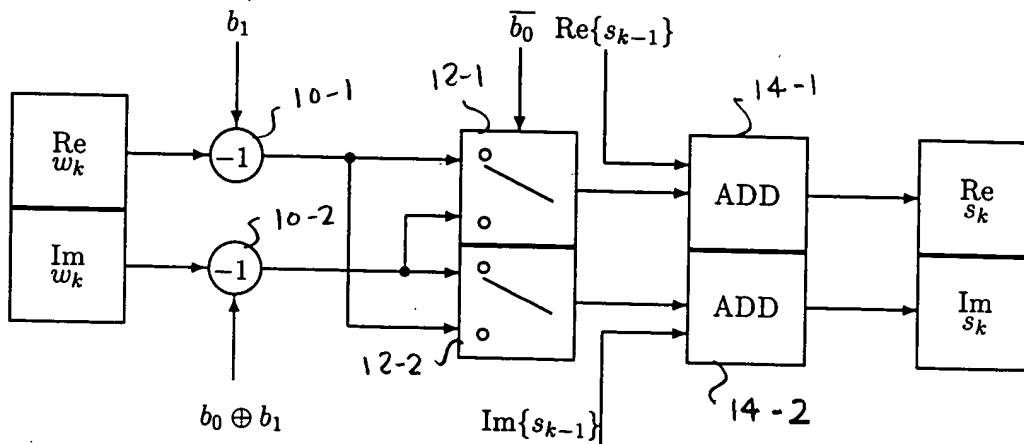 b₁
b̅₀̅ Re{sₖ₋₁}
10-1
12-1
14-1
Re
wₖ
-1
ADD
Re
sₖ
10-2
Im
wₖ
-1
ADD
Im
sₖ
12-2
14-2
b₀ ⊕ b₁
Im{sₖ₋₁}